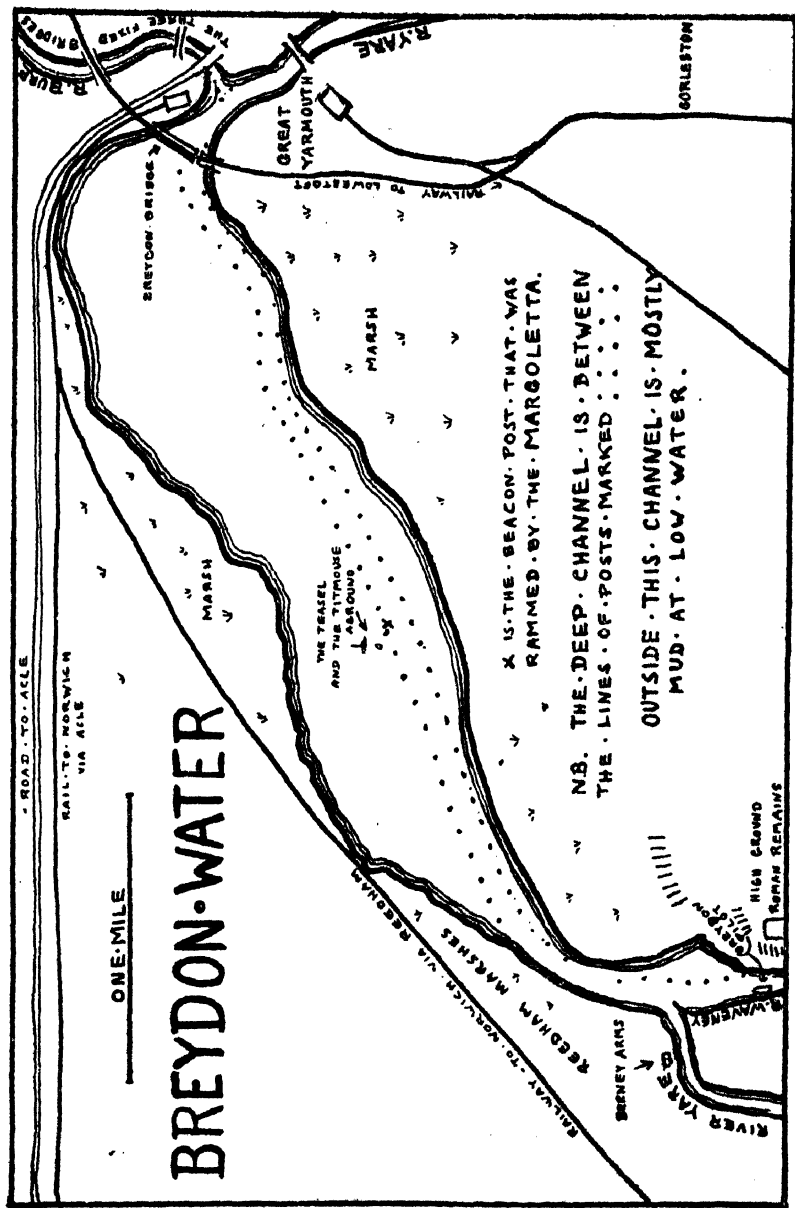 BREYDON·WATER
ONE·MILE
ROAD·TO·ACLE
RAIL·TO·NORWICH
VIA ACLE
RAILWAY·TO·NORWICH·VIA REEDHAM
REEDHAM MARSHES
BERNEY ARMS
RIVER YARE
R.WAVENEY
BREYDON
PILOT
HIGH GROUND
ROMAN REMAINS
MARSH
THE TEASEL
AND THE TITMOUSE
AGROUND
X
X IS·THE·BEACON·POST·THAT·WAS
RAMMED·BY·THE·MARGOLETTA.
N.B. THE·DEEP·CHANNEL·IS·BETWEEN
THE·LINES·OF·POSTS·MARKED
OUTSIDE·THIS·CHANNEL·IS·MOSTLY
MUD·AT·LOW·WATER.
MARSH
BREYDON·BRIDGE
RAILWAY TO LOWESTOFT
GREAT
YARMOUTH
GORLESTON
R.YARE
R.BURE
THE THREE FIXED BRIDGES